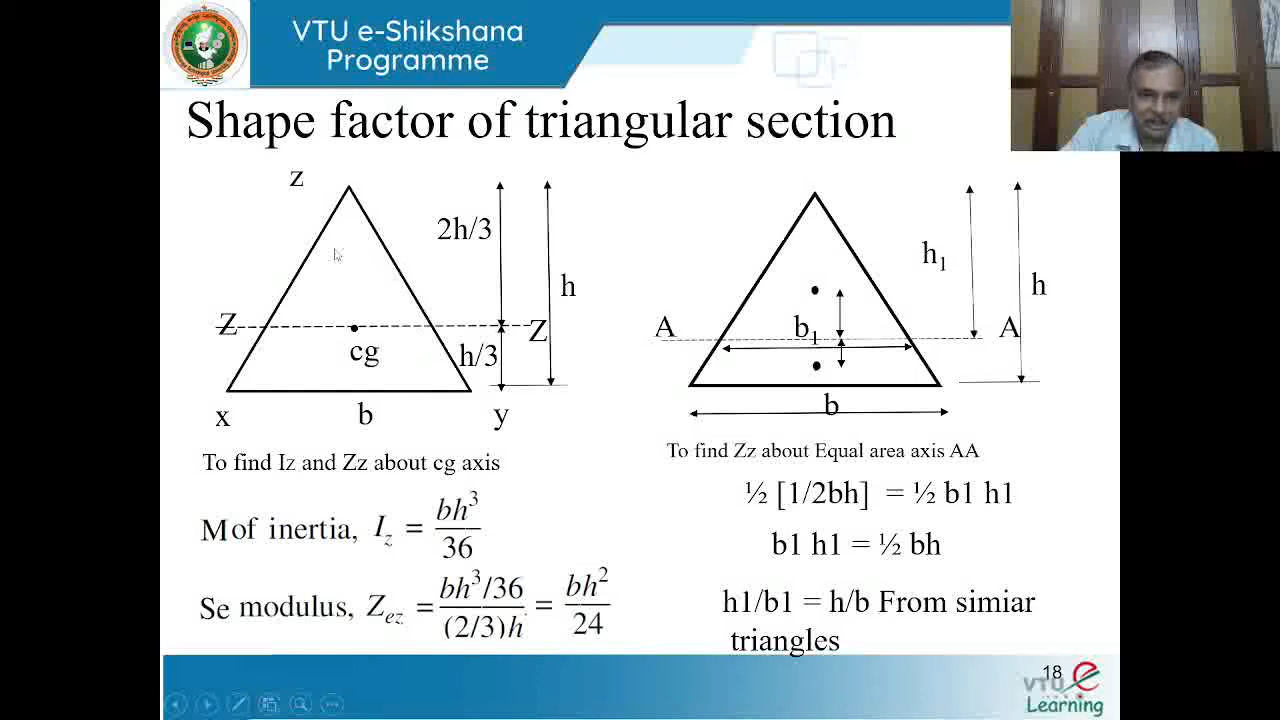 VTU e-Shikshana
Programme
Shape factor of triangular section
z
2h/3
h
Z
Z
cg
h/3
x
b
y
h1
h
A
b1
A
b
To find Iz and Zz about cg axis
M of inertia, Iz = bh³/36
Se modulus, Zez = bh³/36/(2/3)h = bh²/24
To find Zz about Equal area axis AA
½ [1/2bh] = ½ b1 h1
b1 h1 = ½ bh
h1/b1 = h/b From simiar
triangles
18
VTU e
Learning